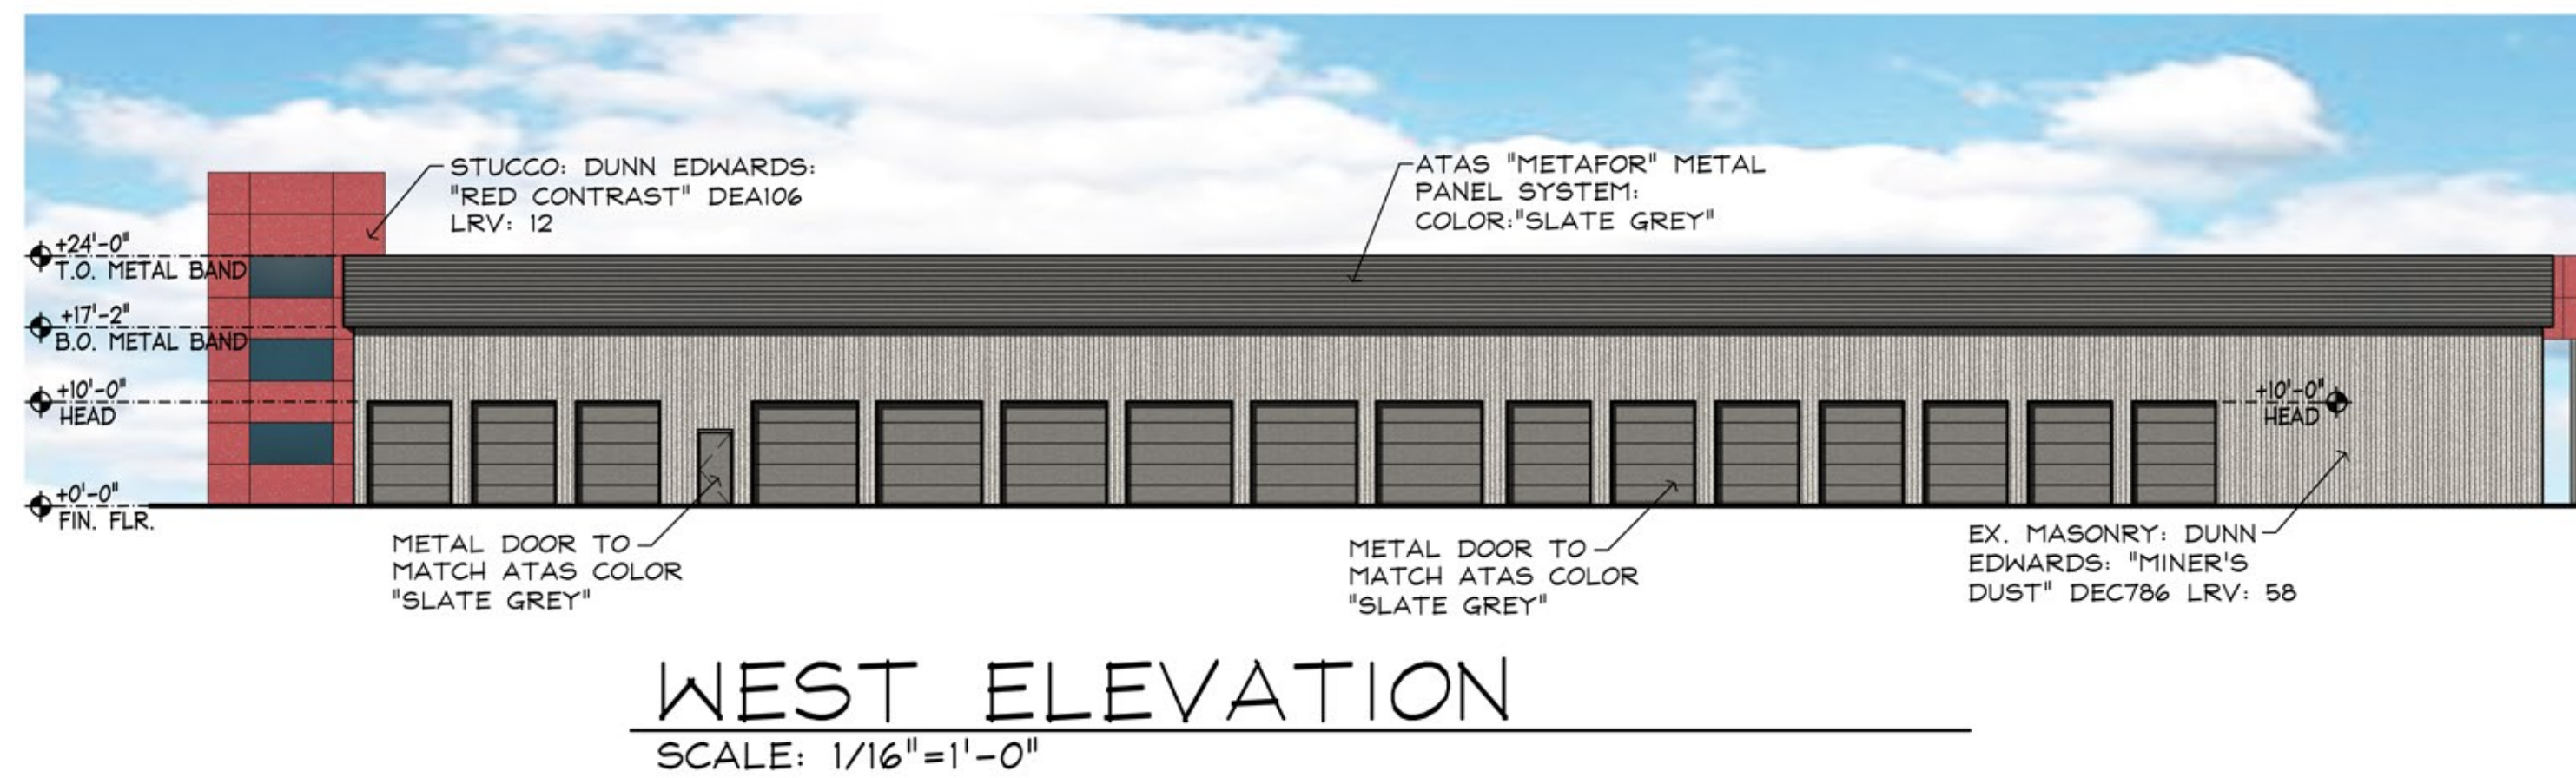 STUCCO: DUNN EDWARDS:
"RED CONTRAST" DEA106
LRV: 12
ATAS "METAFOR" METAL
PANEL SYSTEM:
COLOR:"SLATE GREY"
+24'-0"
T.O. METAL BAND
+17'-2"
B.O. METAL BAND
+10'-0"
HEAD
+0'-0"
FIN. FLR.
+10'-0"
HEAD
METAL DOOR TO
MATCH ATAS COLOR
"SLATE GREY"
METAL DOOR TO
MATCH ATAS COLOR
"SLATE GREY"
EX. MASONRY: DUNN
EDWARDS: "MINER'S
DUST" DEC786 LRV: 58
WEST ELEVATION
SCALE: 1/16"=1'-0"